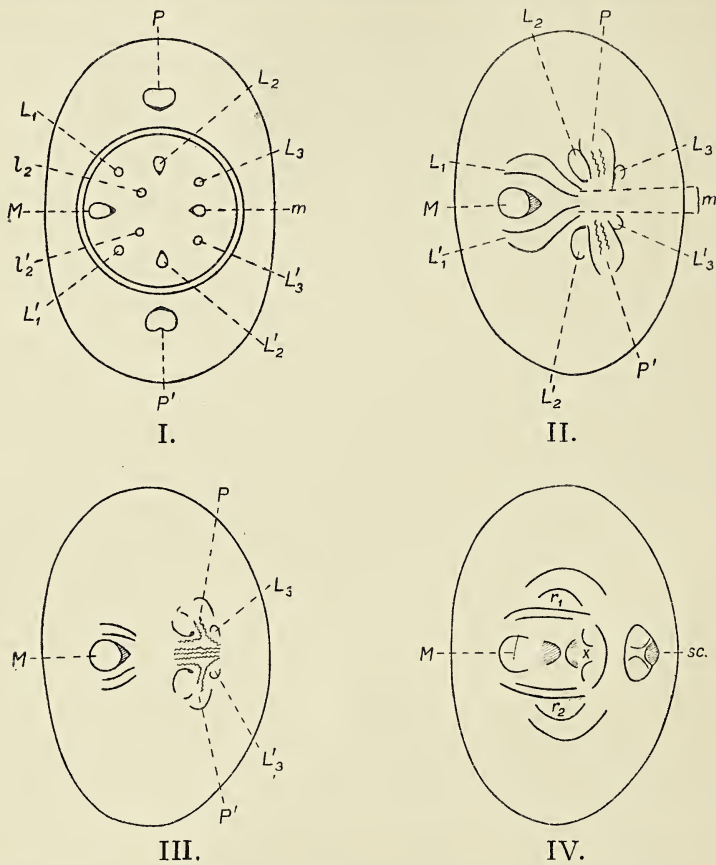 P
L₂
L₁
l₂
L₃
M
m
l'₂
L'₁
L'₃
L'₂
P'
I.
L₂
P
L₁
L₃
M
m
L'₁
L'₃
L'₂
P'
II.
P
L₃
M
L'₃
P'
III.
r₁
M
x
sc.
r₂
IV.